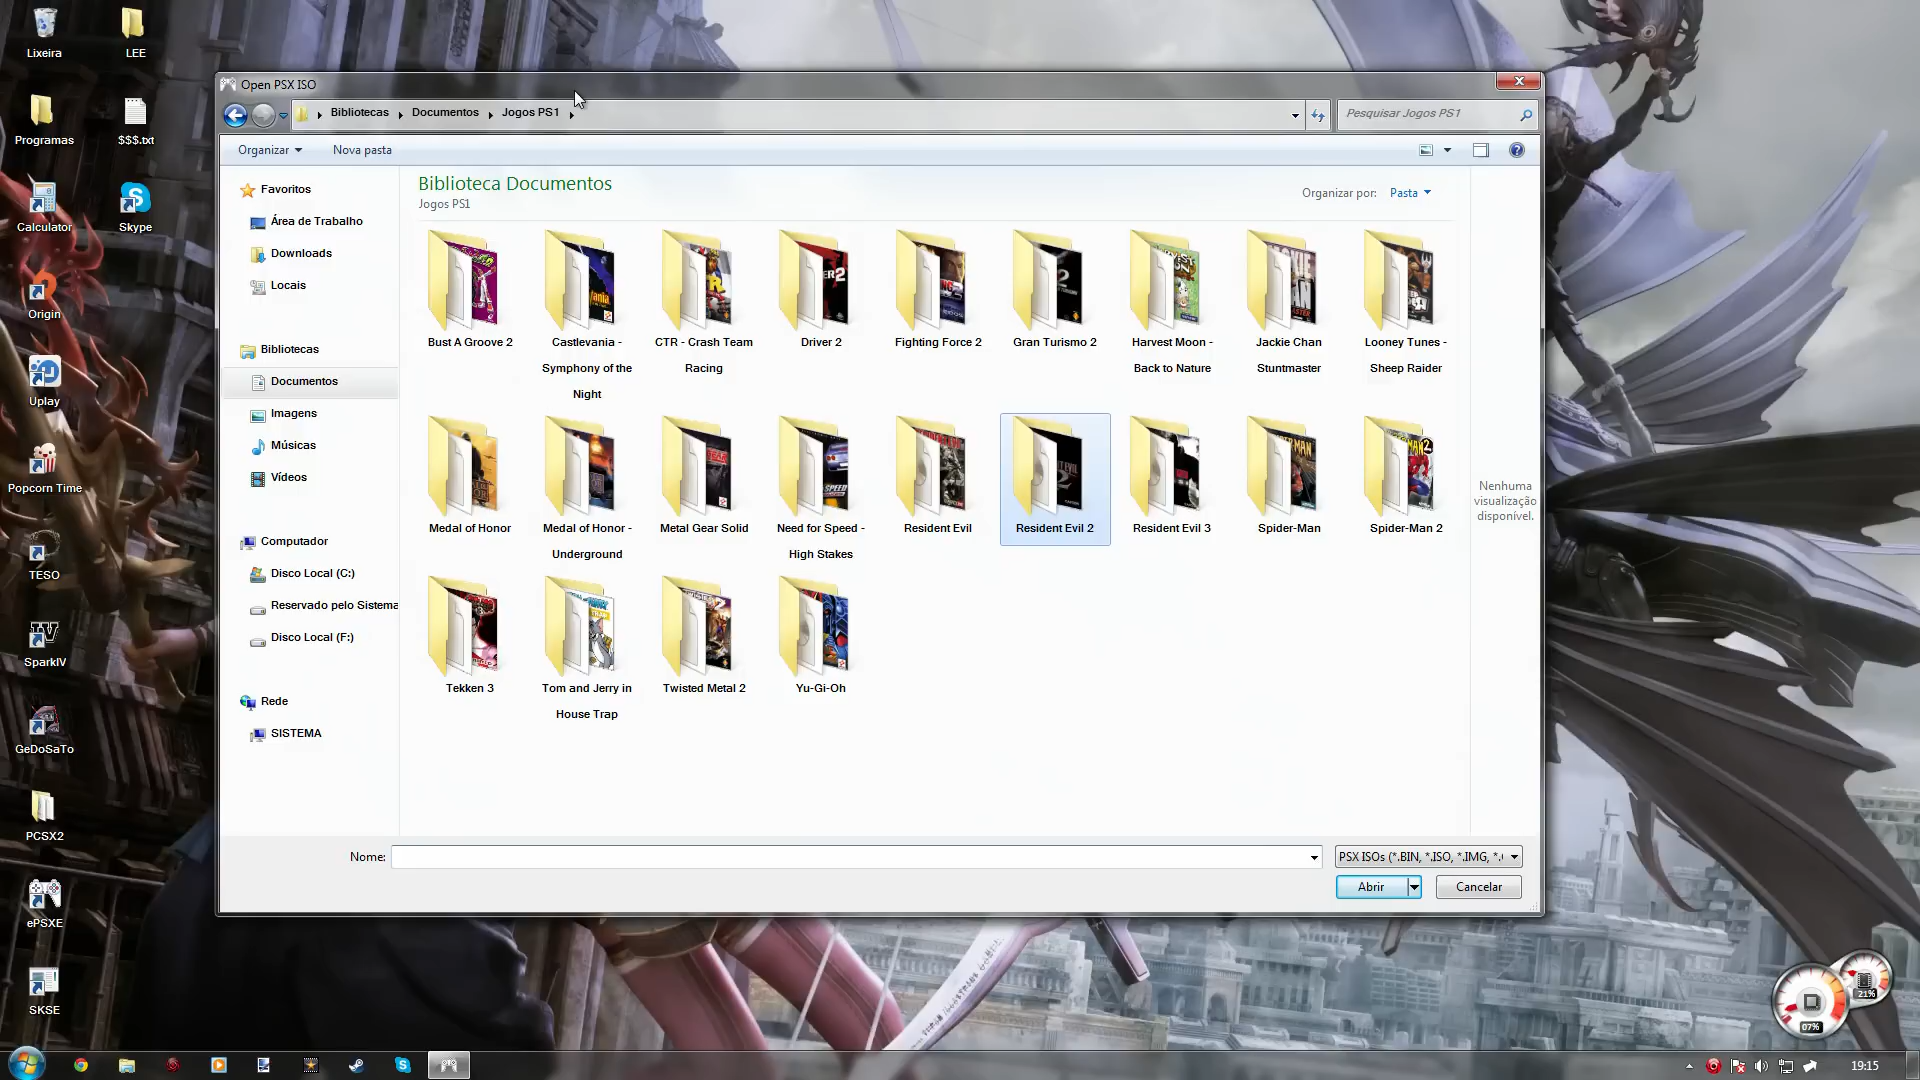 Lixeira
LEE
Programas
$$$.txt
Calculator
Skype
Origin
Uplay
Popcorn Time
TESO
SparkIV
GeDoSaTo
PCSX2
ePSXE
SKSE
Open PSX ISO
Bibliotecas
Documentos
Jogos PS1
Pesquisar Jogos PS1
Organizar
Nova pasta
Favoritos
Área de Trabalho
Downloads
Locais
Bibliotecas
Documentos
Imagens
Músicas
Vídeos
Computador
Disco Local (C:)
Reservado pelo Sistema
Disco Local (F:)
Rede
SISTEMA
Biblioteca Documentos
Jogos PS1
Organizar por:
Pasta
Bust A Groove 2
Castlevania -
Symphony of the
Night
CTR - Crash Team
Racing
Driver 2
Fighting Force 2
Gran Turismo 2
Harvest Moon -
Back to Nature
Jackie Chan
Stuntmaster
Looney Tunes -
Sheep Raider
Medal of Honor
Medal of Honor -
Underground
Metal Gear Solid
Need for Speed -
High Stakes
Resident Evil
Resident Evil 2
Resident Evil 3
Spider-Man
Spider-Man 2
Tekken 3
Tom and Jerry in
House Trap
Twisted Metal 2
Yu-Gi-Oh
Nenhuma
visualização
disponível.
Nome:
PSX ISOs (*.BIN, *.ISO, *.IMG, *.
Abrir
Cancelar
21%
07%
19:15